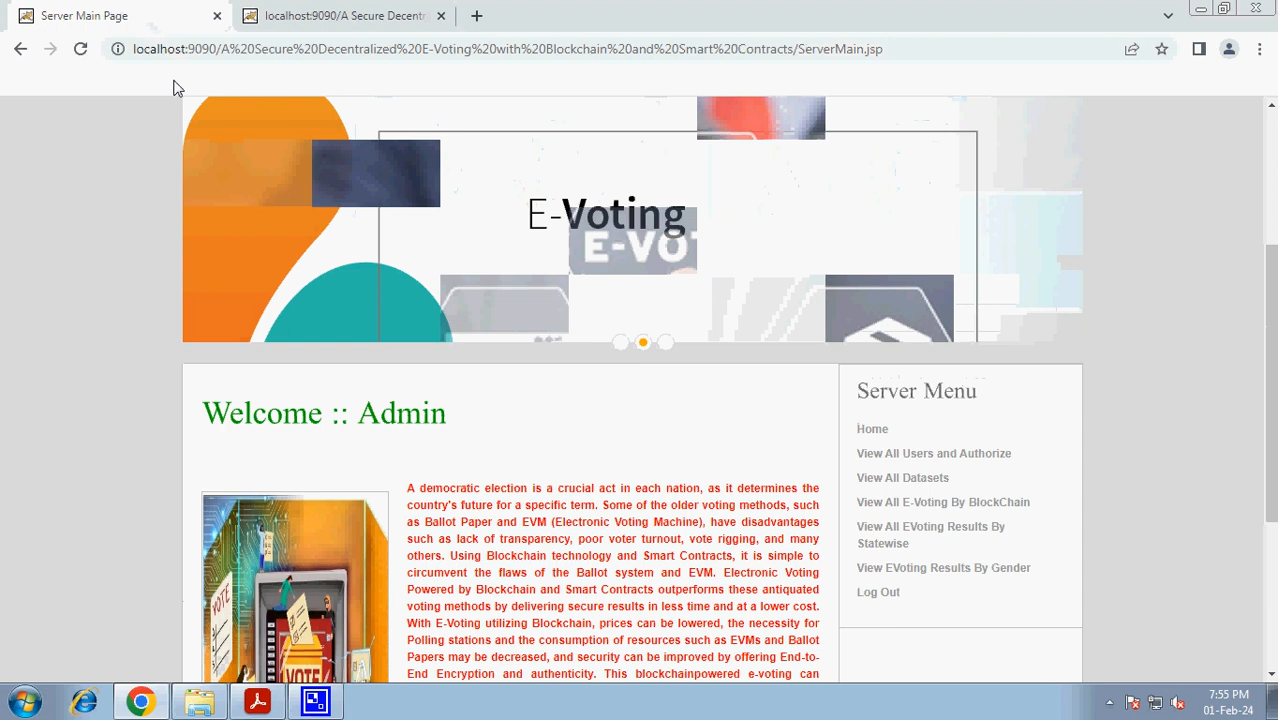 Server Main Page
localhost:9090/A Secure Decentr
localhost:9090/A%20Secure%20Decentralized%20E-Voting%20with%20Blockchain%20and%20Smart%20Contracts/ServerMain.jsp
E-Voting
E-VO
Welcome :: Admin
A democratic election is a crucial act in each nation, as it determines the
country's future for a specific term. Some of the older voting methods, such
as Ballot Paper and EVM (Electronic Voting Machine), have disadvantages
such as lack of transparency, poor voter turnout, vote rigging, and many
others. Using Blockchain technology and Smart Contracts, it is simple to
circumvent the flaws of the Ballot system and EVM. Electronic Voting
Powered by Blockchain and Smart Contracts outperforms these antiquated
voting methods by delivering secure results in less time and at a lower cost.
With E-Voting utilizing Blockchain, prices can be lowered, the necessity for
Polling stations and the consumption of resources such as EVMs and Ballot
Papers may be decreased, and security can be improved by offering End-to-
End Encryption and authenticity. This blockchainpowered e-voting can
VOTE
VOTE
Server Menu
Home
View All Users and Authorize
View All Datasets
View All E-Voting By BlockChain
View All EVoting Results By
Statewise
View EVoting Results By Gender
Log Out
7:55 PM
01-Feb-24